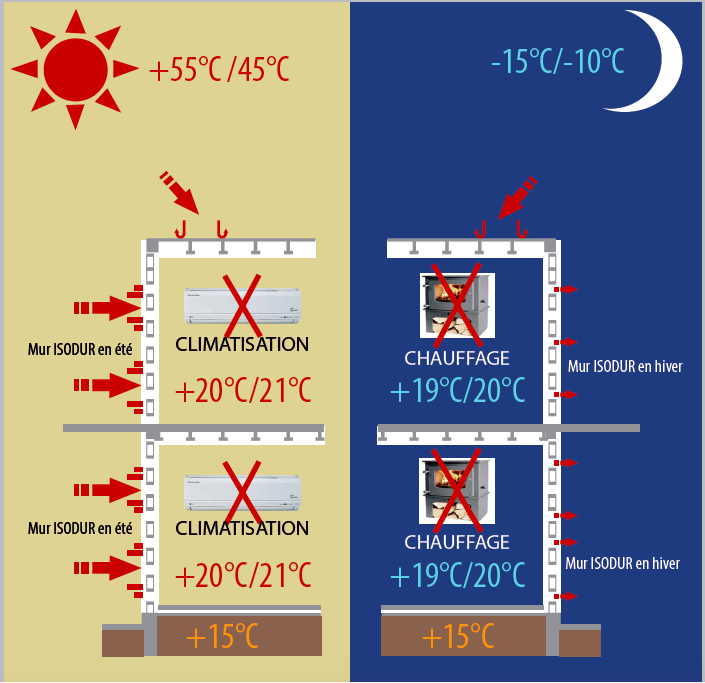 +55°C /45°C
-15°C/-10°C
Mur ISODUR en été
CLIMATISATION
+20°C/21°C
CHAUFFAGE
+19°C/20°C
Mur ISODUR en hiver
Mur ISODUR en été
CLIMATISATION
+20°C/21°C
CHAUFFAGE
+19°C/20°C
Mur ISODUR en hiver
+15°C
+15°C